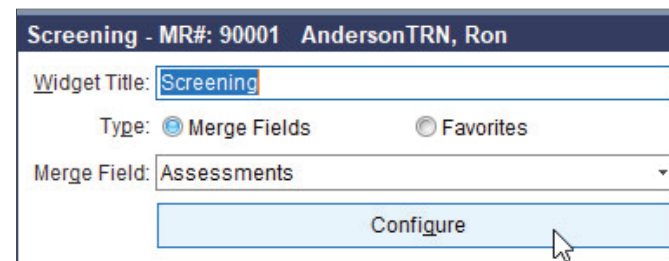 Screening - MR#: 90001 AndersonTRN, Ron
Widget Title: Screening
Type: Merge Fields Favorites
Merge Field: Assessments
Configure